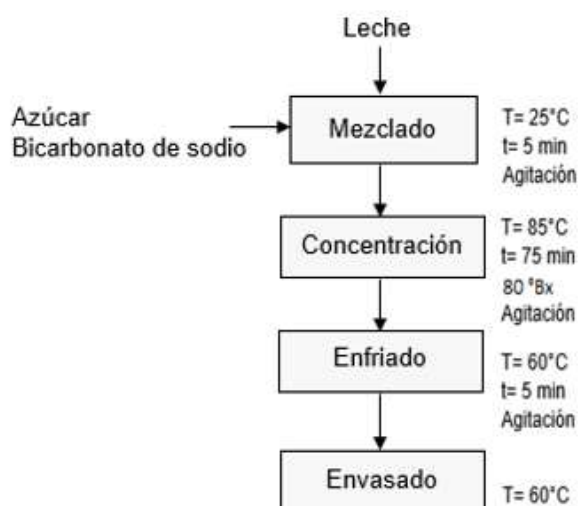 Leche
Azúcar
Bicarbonato de sodio
Mezclado
T= 25°C
t= 5 min
Agitación
Concentración
T= 85°C
t= 75 min
80 °Bx
Agitación
Enfriado
T= 60°C
t= 5 min
Agitación
Envasado
T= 60°C